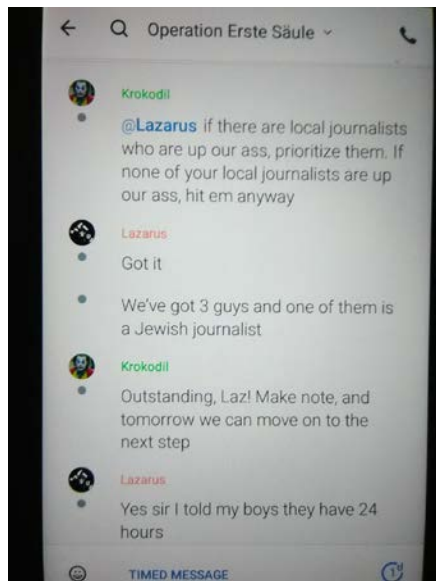 Operation Erste Säule
Krokodil
@Lazarus if there are local journalists
who are up our ass, prioritize them. If
none of your local journalists are up
our ass, hit em anyway
Lazarus
Got it
We've got 3 guys and one of them is
a Jewish journalist
Krokodil
Outstanding, Laz! Make note, and
tomorrow we can move on to the
next step
Lazarus
Yes sir I told my boys they have 24
hours
TIMED MESSAGE
1d